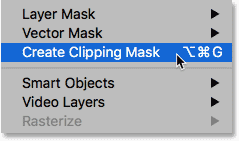 Layer Mask
Vector Mask
Create Clipping Mask ⌥⌘G
Smart Objects
Video Layers
Rasterize